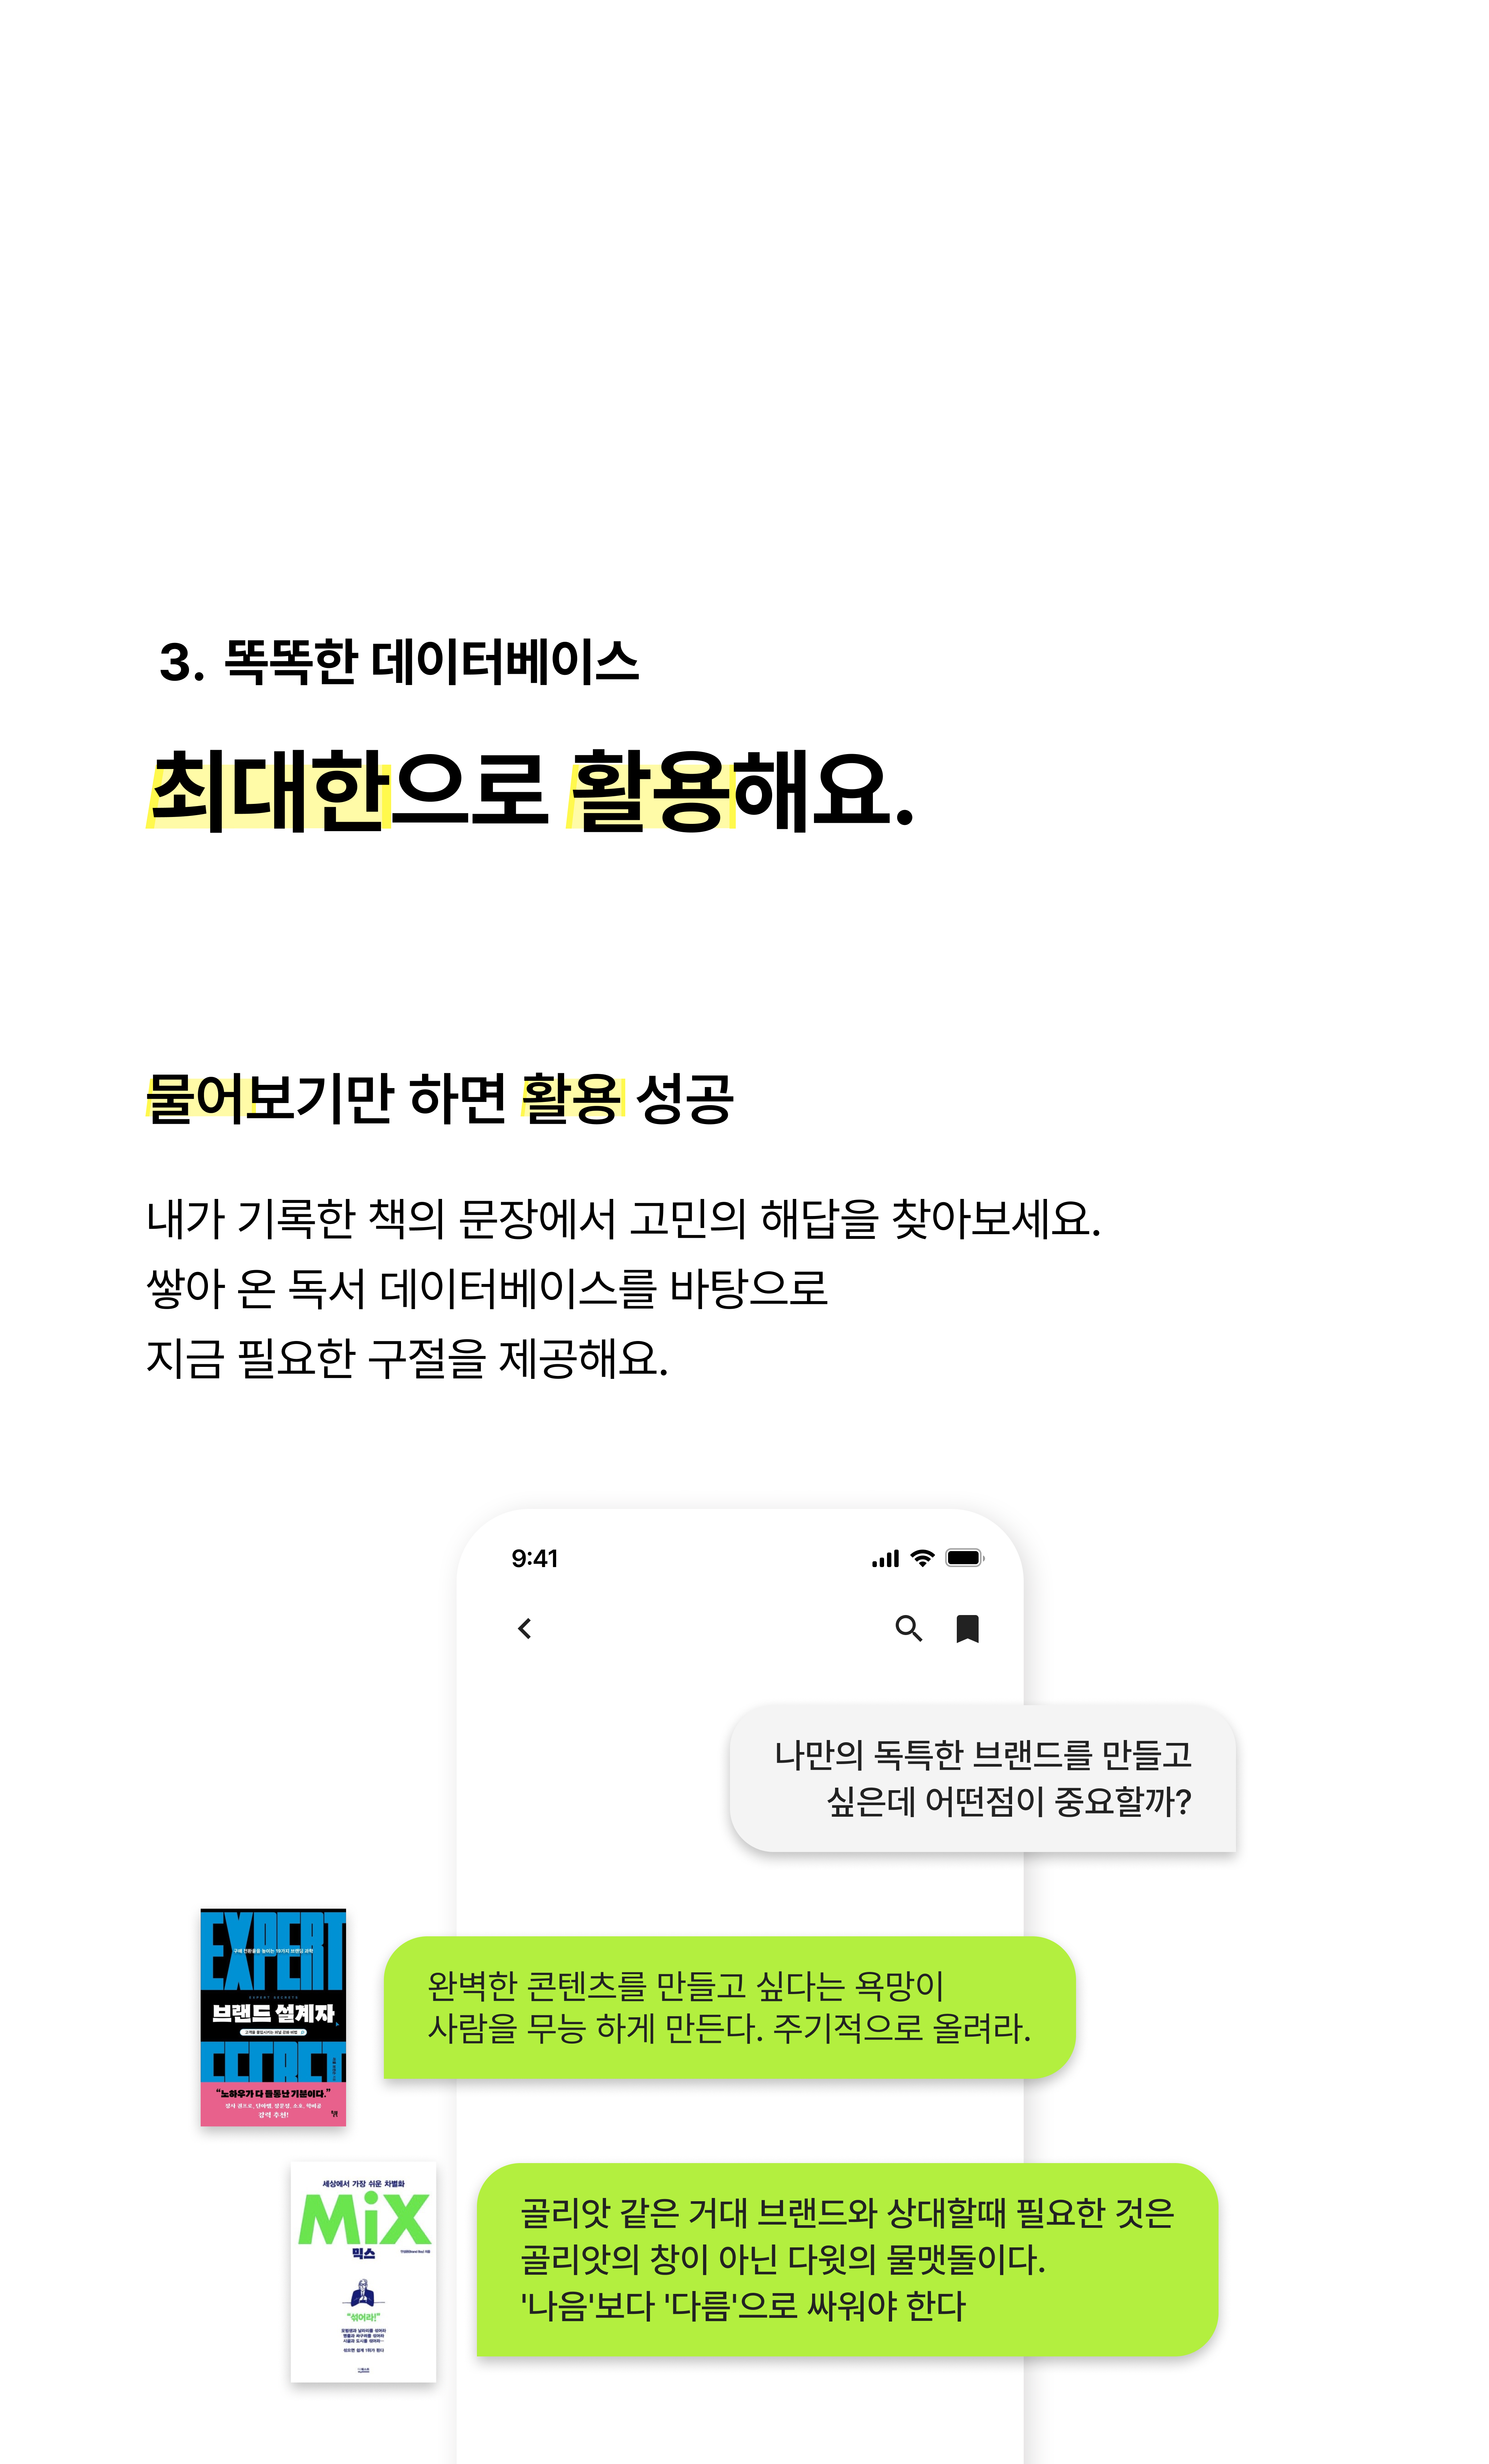 3. 똑똑한 데이터베이스
최대한으로 활용해요.
물어보기만 하면 활용 성공
내가 기록한 책의 문장에서 고민의 해답을 찾아보세요.
쌓아 온 독서 데이터베이스를 바탕으로
지금 필요한 구절을 제공해요.
9:41
나만의 독특한 브랜드를 만들고
싶은데 어떤점이 중요할까?
EXPERT
EXPERT SECRETS
브랜드 설계자
“노하우가 다 들통난 기분이다.”
강력 추천!
완벽한 콘텐츠를 만들고 싶다는 욕망이
사람을 무능 하게 만든다. 주기적으로 올려라.
세상에서 가장 쉬운 차별화
MiX
믹스
“섞어라!”
골리앗 같은 거대 브랜드와 상대할때 필요한 것은
골리앗의 창이 아닌 다윗의 물맷돌이다.
'나음'보다 '다름'으로 싸워야 한다